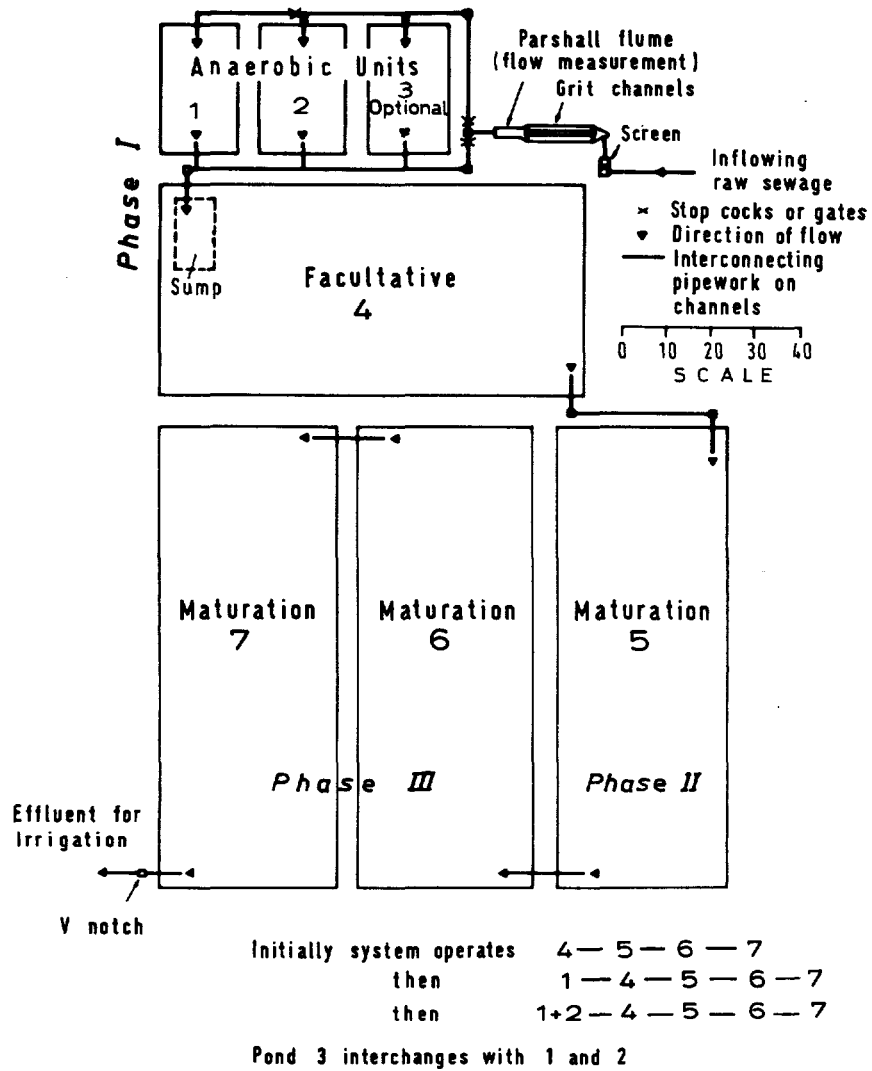 Parshall flume
(flow measurement)
Grit channels
Anaerobic Units
1
2
3
Optional
Screen
Inflowing
raw sewage
Stop cocks or gates
Direction of flow
Interconnecting
pipework on
channels
0 10 20 30 40
SCALE
Phase I
Sump
Facultative
4
Maturation
7
Maturation
6
Maturation
5
Phase III
Phase II
Effluent for
Irrigation
V notch
Initially system operates 4 — 5 — 6 — 7
then 1 — 4 — 5 — 6 — 7
then 1+2 — 4 — 5 — 6 — 7
Pond 3 interchanges with 1 and 2